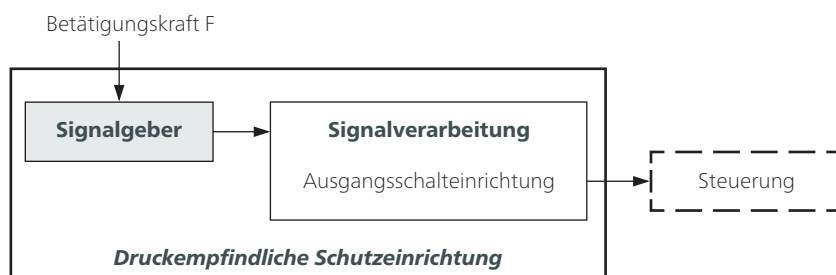 Betätigungskraft F
Signalgeber
Signalverarbeitung
Ausgangsschalteinrichtung
Steuerung
Druckempfindliche Schutzeinrichtung